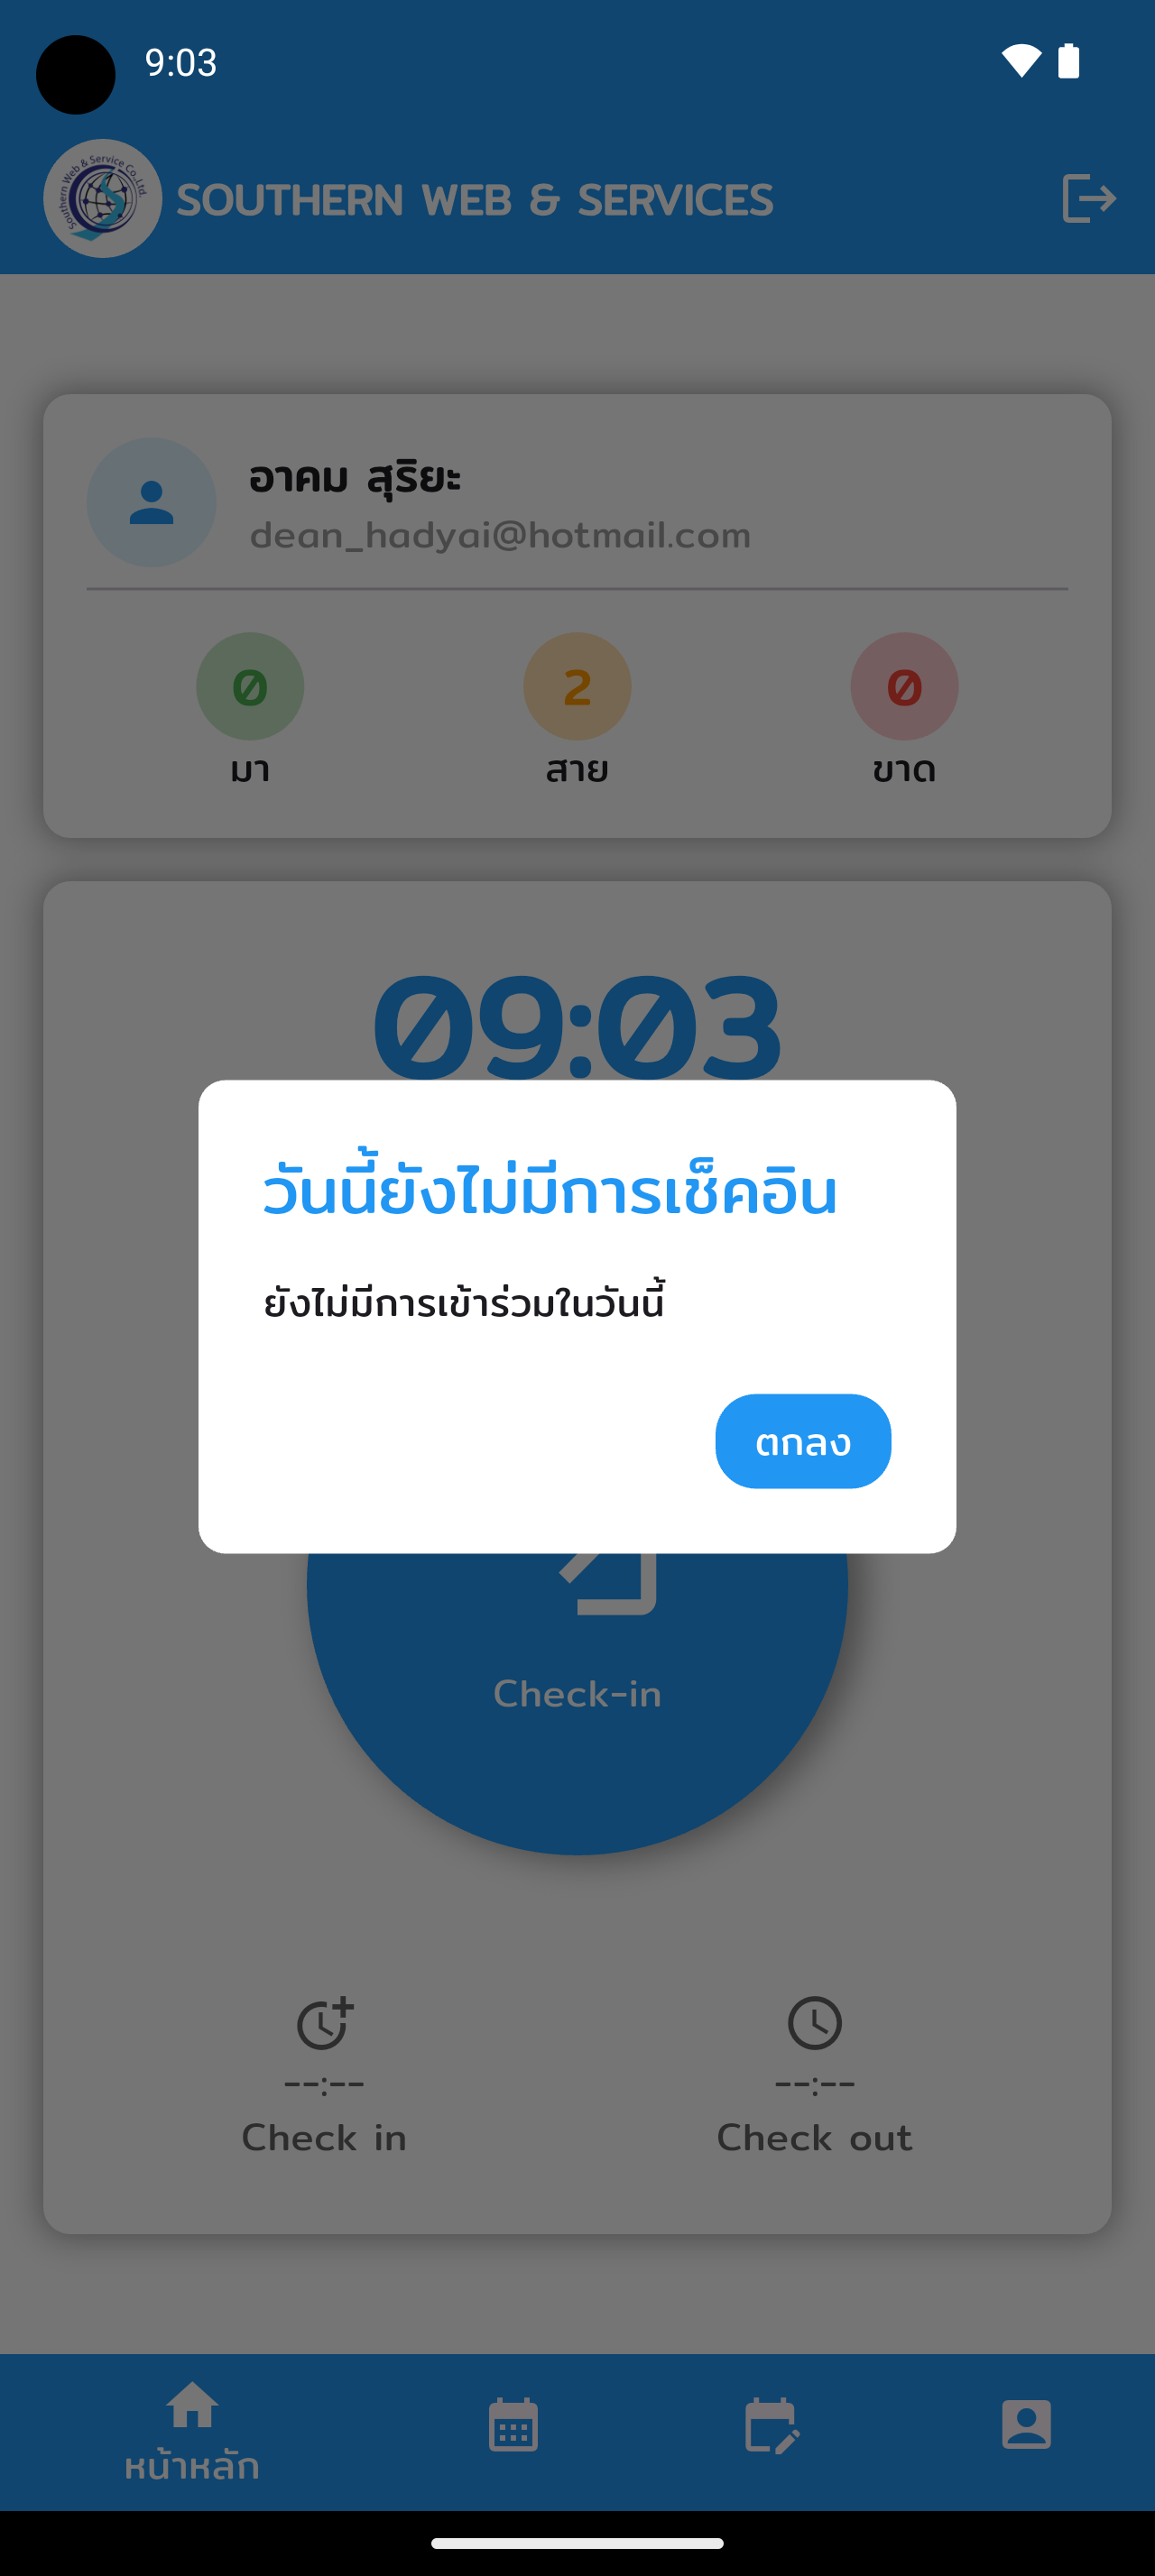 9:03
Southern Web & Service Co.,Ltd.
SOUTHERN WEB & SERVICES
อาคม สุริยะ
dean_hadyai@hotmail.com
0 2 0
มา สาย ขาด
09:03
วันนี้ยังไม่มีการเช็คอิน
ยังไม่มีการเข้าร่วมในวันนี้
ตกลง
Check-in
--:-- --:--
Check in Check out
หน้าหลัก